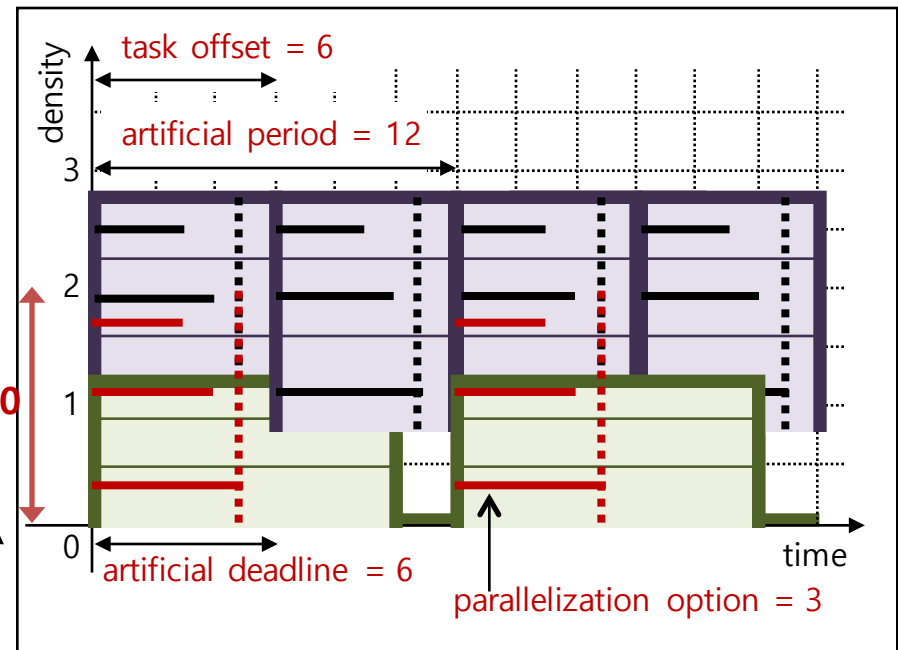 task offset = 6
density
artificial period = 12
3
2
1
0
0
time
artificial deadline = 6
parallelization option = 3